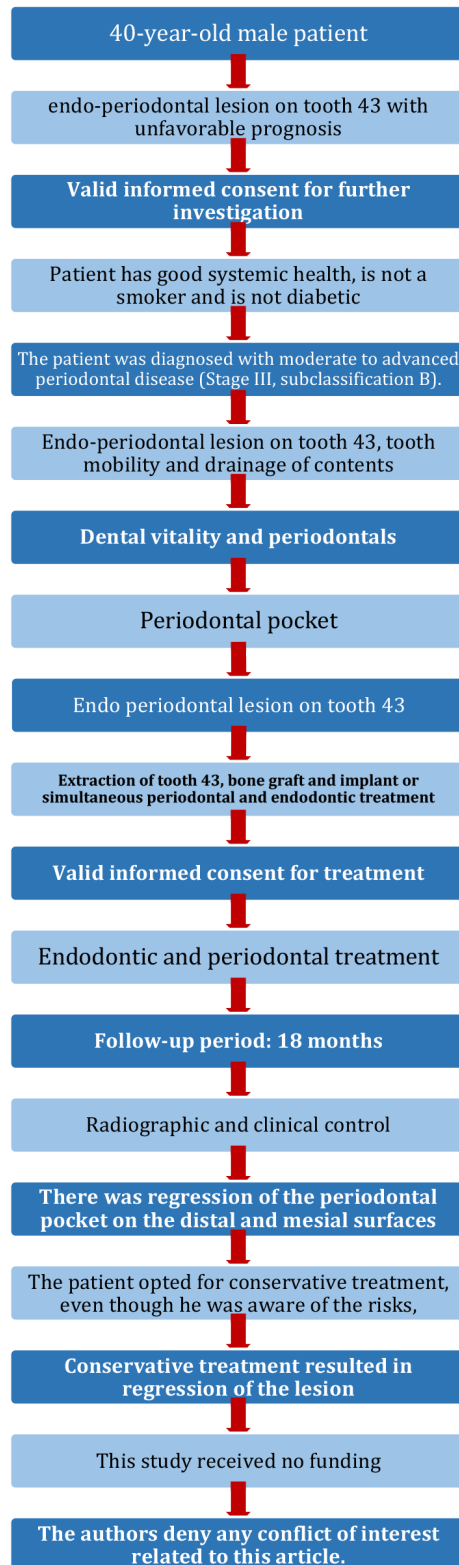 40-year-old male patient
endo-periodontal lesion on tooth 43 with
unfavorable prognosis
Valid informed consent for further
investigation
Patient has good systemic health, is not a
smoker and is not diabetic
The patient was diagnosed with moderate to advanced
periodontal disease (Stage III, subclassification B).
Endo-periodontal lesion on tooth 43, tooth
mobility and drainage of contents
Dental vitality and periodontals
Periodontal pocket
Endo periodontal lesion on tooth 43
Extraction of tooth 43, bone graft and implant or
simultaneous periodontal and endodontic treatment
Valid informed consent for treatment
Endodontic and periodontal treatment
Follow-up period: 18 months
Radiographic and clinical control
There was regression of the periodontal
pocket on the distal and mesial surfaces
The patient opted for conservative treatment,
even though he was aware of the risks,
Conservative treatment resulted in
regression of the lesion
This study received no funding
The authors deny any conflict of interest
related to this article.